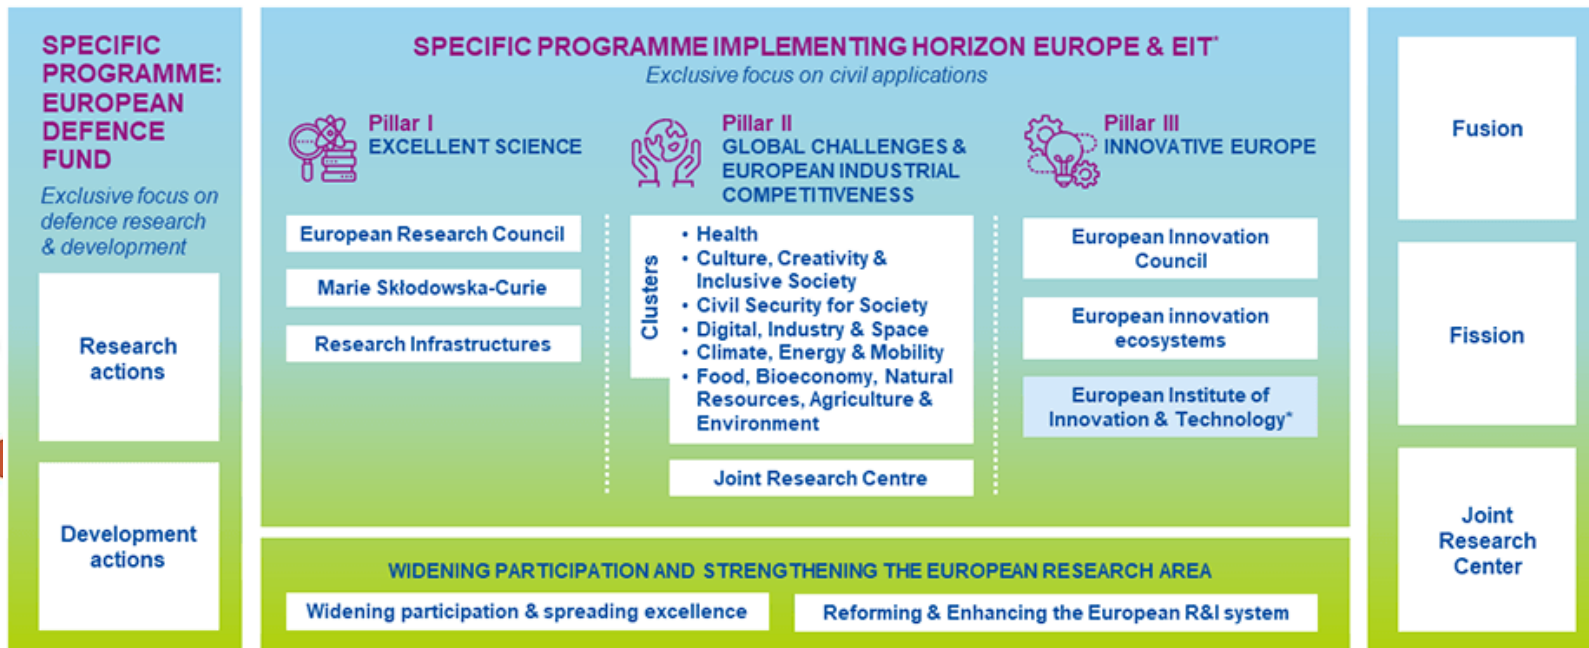 SPECIFIC
PROGRAMME:
EUROPEAN
DEFENCE
FUND
Exclusive focus on
defence research
& development
Research
actions
Development
actions
SPECIFIC PROGRAMME IMPLEMENTING HORIZON EUROPE & EIT*
Exclusive focus on civil applications
Pillar I
EXCELLENT SCIENCE
European Research Council
Marie Skłodowska-Curie
Research Infrastructures
Pillar II
GLOBAL CHALLENGES &
EUROPEAN INDUSTRIAL
COMPETITIVENESS
Clusters
• Health
• Culture, Creativity &
Inclusive Society
• Civil Security for Society
• Digital, Industry & Space
• Climate, Energy & Mobility
• Food, Bioeconomy, Natural
Resources, Agriculture &
Environment
Joint Research Centre
Pillar III
INNOVATIVE EUROPE
European Innovation
Council
European innovation
ecosystems
European Institute of
Innovation & Technology*
WIDENING PARTICIPATION AND STRENGTHENING THE EUROPEAN RESEARCH AREA
Widening participation & spreading excellence
Reforming & Enhancing the European R&I system
Fusion
Fission
Joint
Research
Center